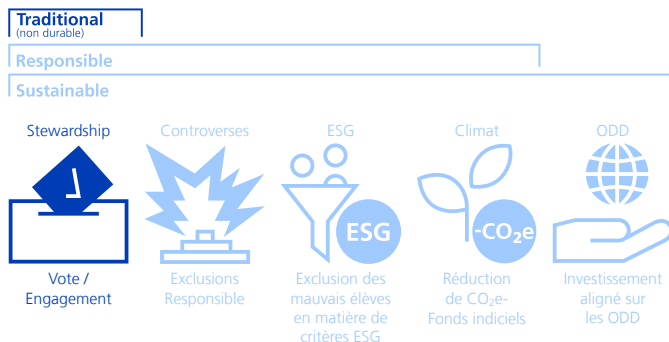 Traditional
(non durable)
Responsible
Sustainable
Stewardship
Controverses
ESG
Climat
ODD
ESG
-CO₂e
Vote /
Engagement
Exclusions
Responsible
Exclusion des
mauvais élèves
en matière de
critères ESG
Réduction
de CO₂e-
Fonds indiciels
Investissement
aligné sur
les ODD